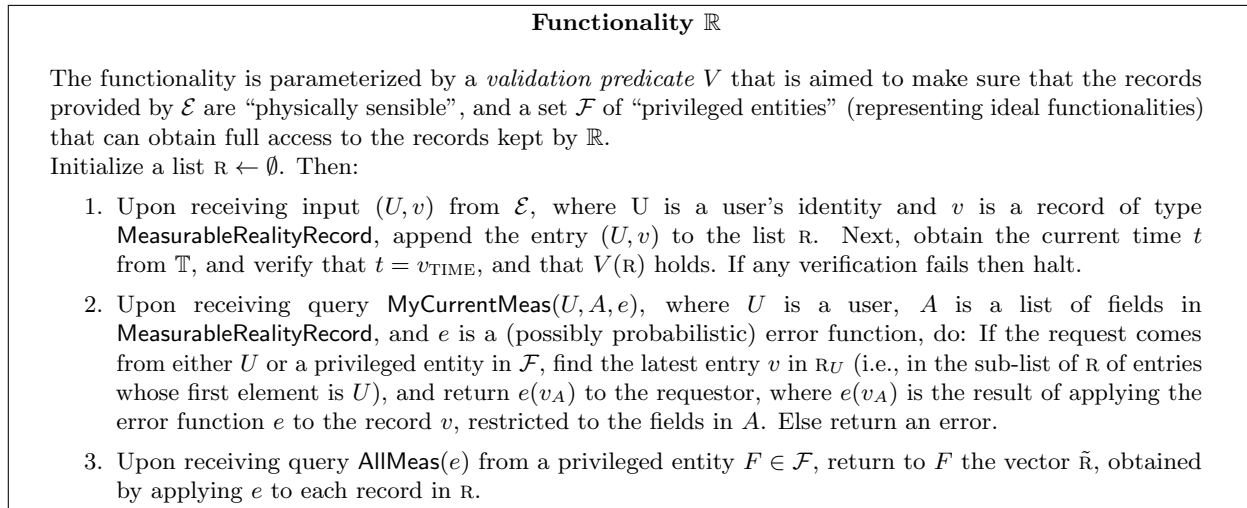 Functionality ℝ
The functionality is parameterized by a validation predicate V that is aimed to make sure that the records
provided by ℰ are “physically sensible”, and a set ℱ of “privileged entities” (representing ideal functionalities)
that can obtain full access to the records kept by ℝ.
Initialize a list R ← ∅. Then:
1. Upon receiving input (U, v) from ℰ, where U is a user's identity and v is a record of type
MeasurableRealityRecord, append the entry (U, v) to the list R. Next, obtain the current time t
from 𝕋, and verify that t = v_TIME, and that V(R) holds. If any verification fails then halt.
2. Upon receiving query MyCurrentMeas(U, A, e), where U is a user, A is a list of fields in
MeasurableRealityRecord, and e is a (possibly probabilistic) error function, do: If the request comes
from either U or a privileged entity in ℱ, find the latest entry v in R_U (i.e., in the sub-list of R of entries
whose first element is U), and return e(v_A) to the requestor, where e(v_A) is the result of applying the
error function e to the record v, restricted to the fields in A. Else return an error.
3. Upon receiving query AllMeas(e) from a privileged entity F ∈ ℱ, return to F the vector R̃, obtained
by applying e to each record in R.